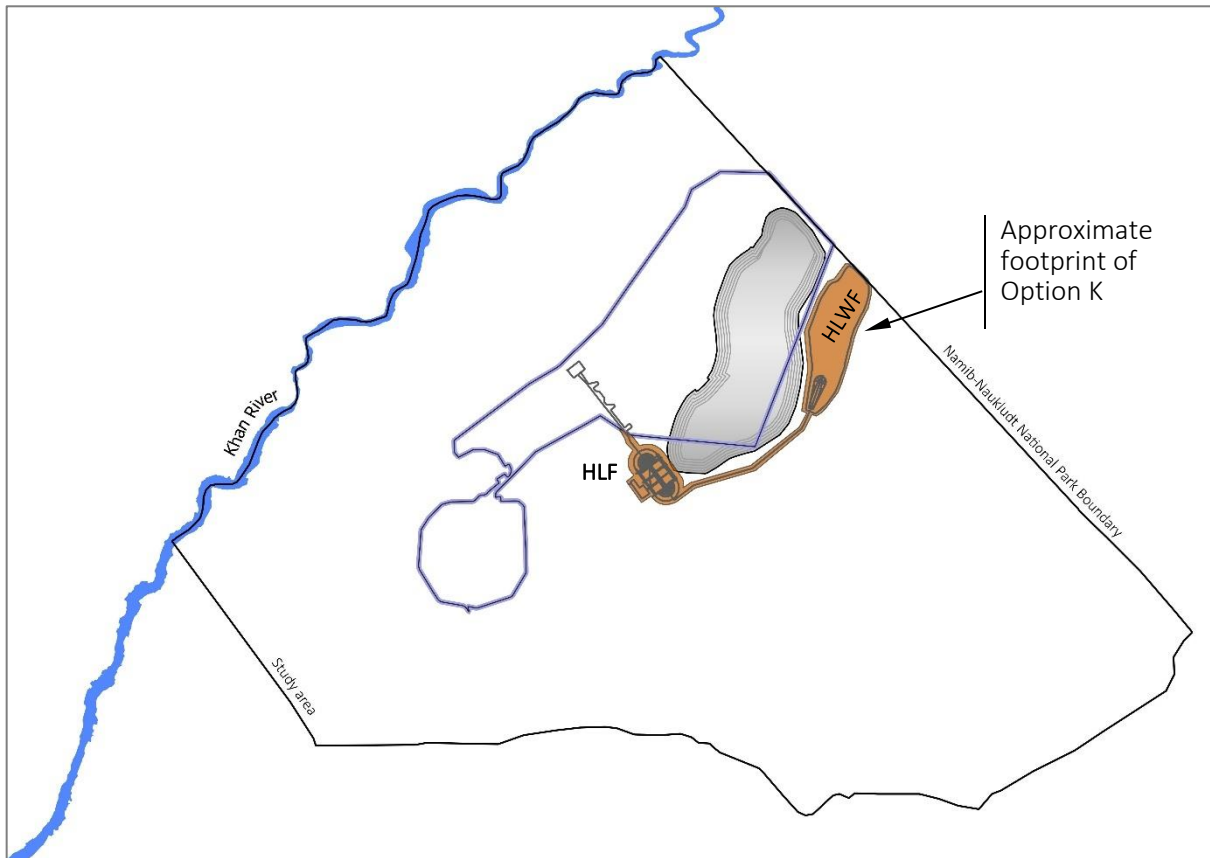 Approximate
footprint of
Option K
HLWF
Khan River
Namib-Naukludt National Park Boundary
HLF
Study area